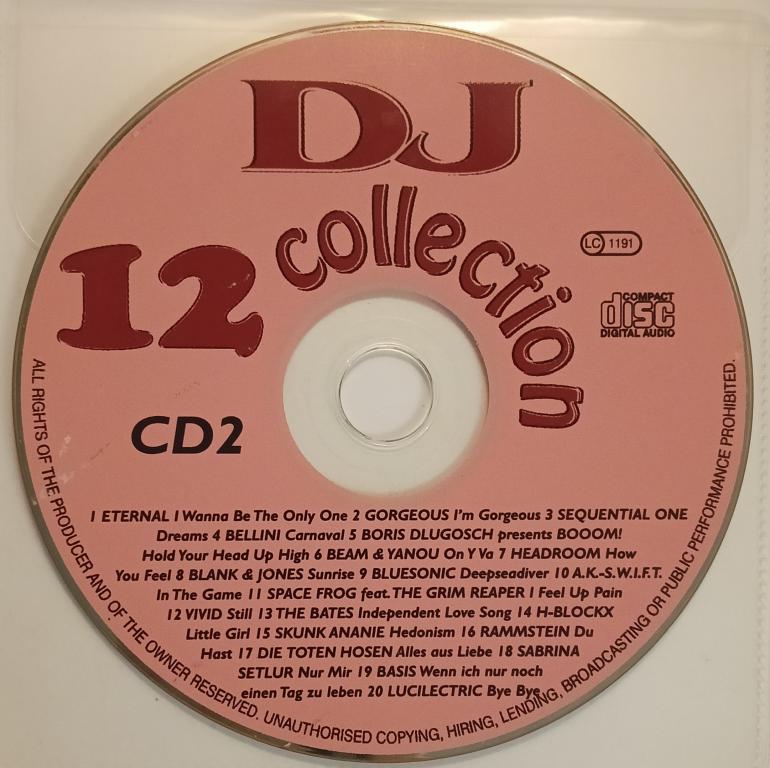 DJ
collection
12
LC 1191
COMPACT
disc
DIGITAL AUDIO
CD2
1 ETERNAL I Wanna Be The Only One 2 GORGEOUS I'm Gorgeous 3 SEQUENTIAL ONE
Dreams 4 BELLINI Carnaval 5 BORIS DLUGOSCH presents BOOOM!
Hold Your Head Up High 6 BEAM & YANOU On Y Va 7 HEADROOM How
You Feel 8 BLANK & JONES Sunrise 9 BLUESONIC Deepseadiver 10 A.K.-S.W.I.F.T.
In The Game 11 SPACE FROG feat. THE GRIM REAPER I Feel Up Pain
12 VIVID Still 13 THE BATES Independent Love Song 14 H-BLOCKX
Little Girl 15 SKUNK ANANIE Hedonism 16 RAMMSTEIN Du
Hast 17 DIE TOTEN HOSEN Alles aus Liebe 18 SABRINA
SETLUR Nur Mir 19 BASIS Wenn ich nur noch
einen Tag zu leben 20 LUCILECTRIC Bye Bye
ALL RIGHTS OF THE PRODUCER AND OF THE OWNER RESERVED. UNAUTHORISED COPYING, HIRING, LENDING, BROADCASTING OR PUBLIC PERFORMANCE PROHIBITED.